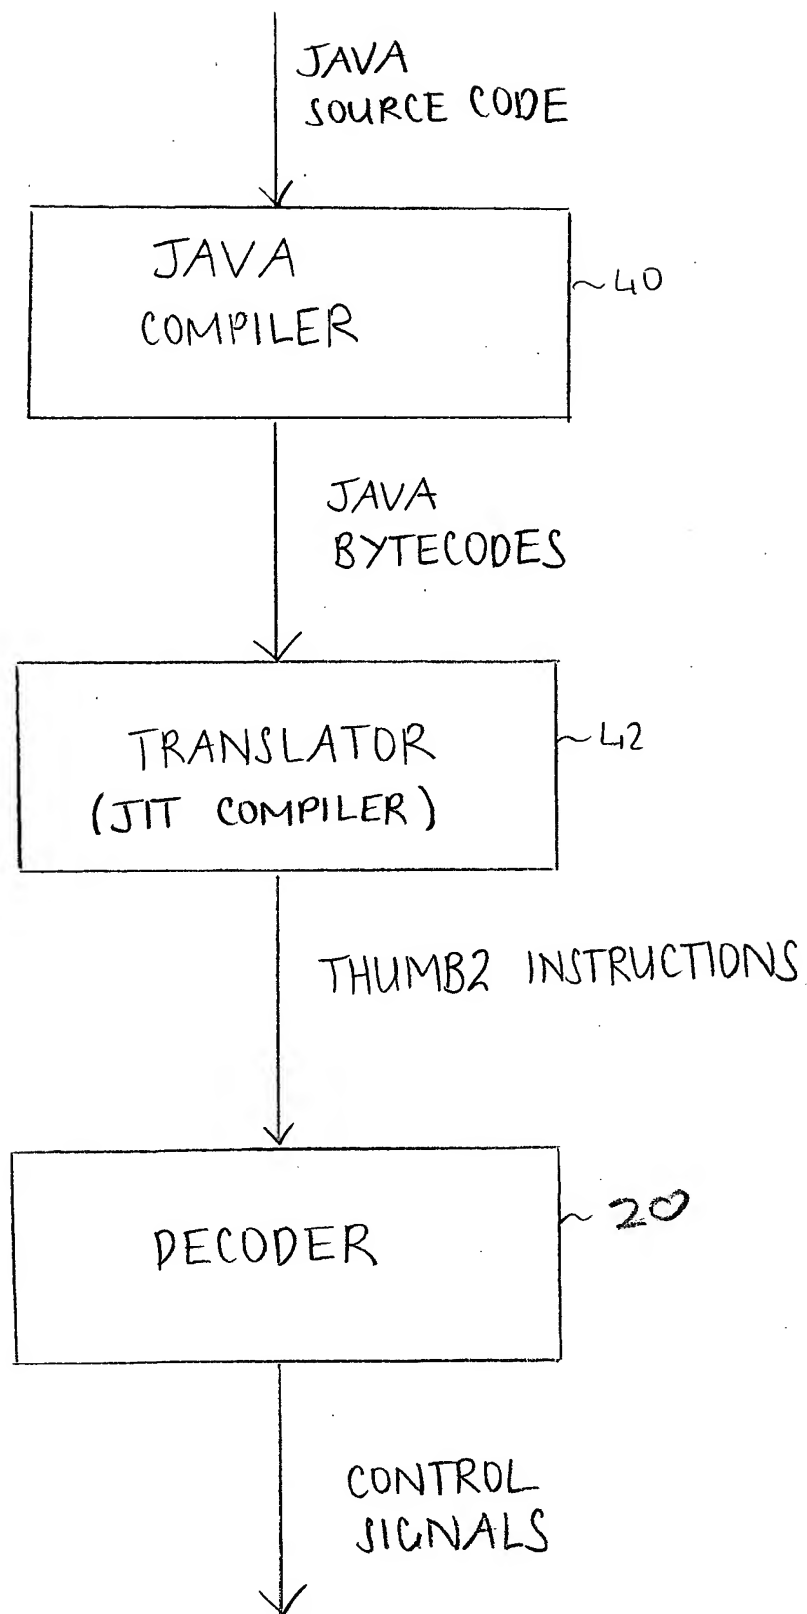 JAVA
SOURCE CODE
JAVA
COMPILER
~40
JAVA
BYTECODES
TRANSLATOR
(JIT COMPILER)
~42
THUMB2 INSTRUCTIONS
DECODER
~20
CONTROL
SIGNALS